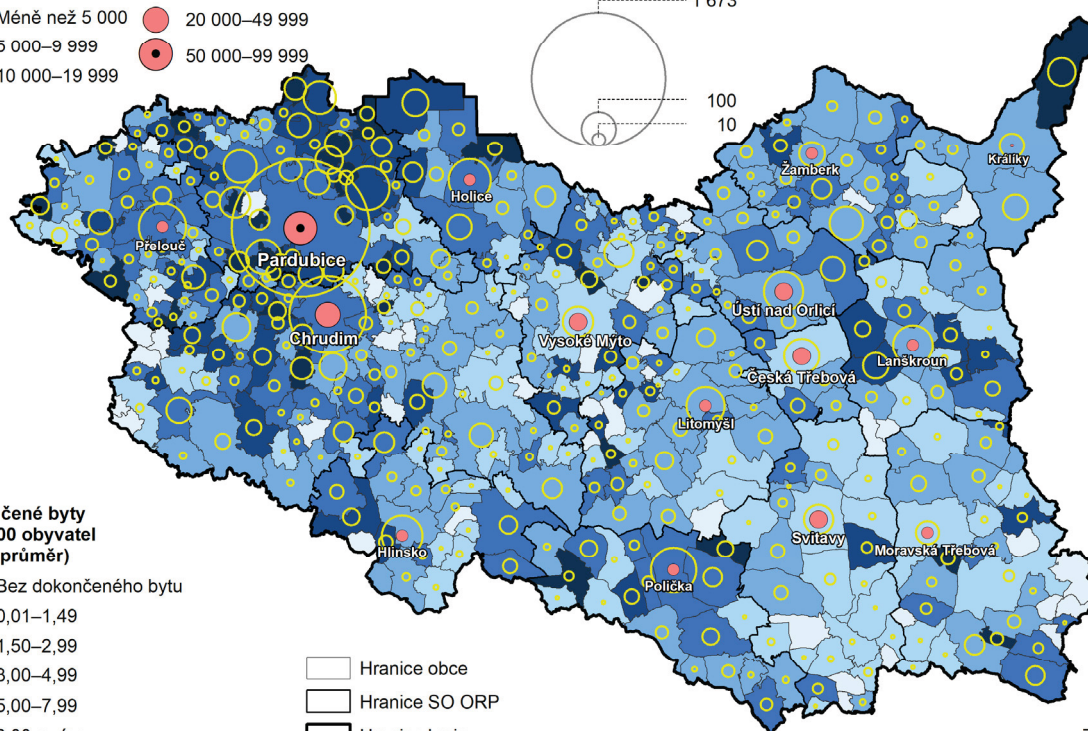 Méně než 5 000
20 000–49 999
5 000–9 999
50 000–99 999
10 000–19 999
1 673
100
10
Žamberk
Králíky
Holice
Přelouč
Pardubice
Ústí nad Orlicí
Chrudim
Vysoké Mýto
Lanškroun
Česká Třebová
Litomyšl
Svitavy
Moravská Třebová
Hlinsko
Polička
čené byty
00 obyvatel
průměr)
Bez dokončeného bytu
0,01–1,49
1,50–2,99
3,00–4,99
5,00–7,99
Hranice obce
Hranice SO ORP